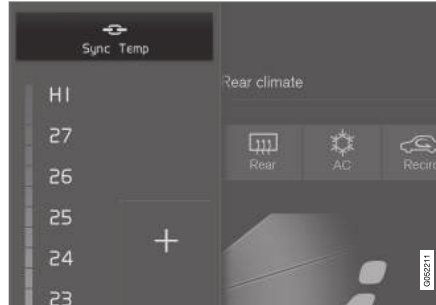 Sync Temp
Rear climate
HI
27
26
25
24
23
+
Rear
AC
Recirc
G052211